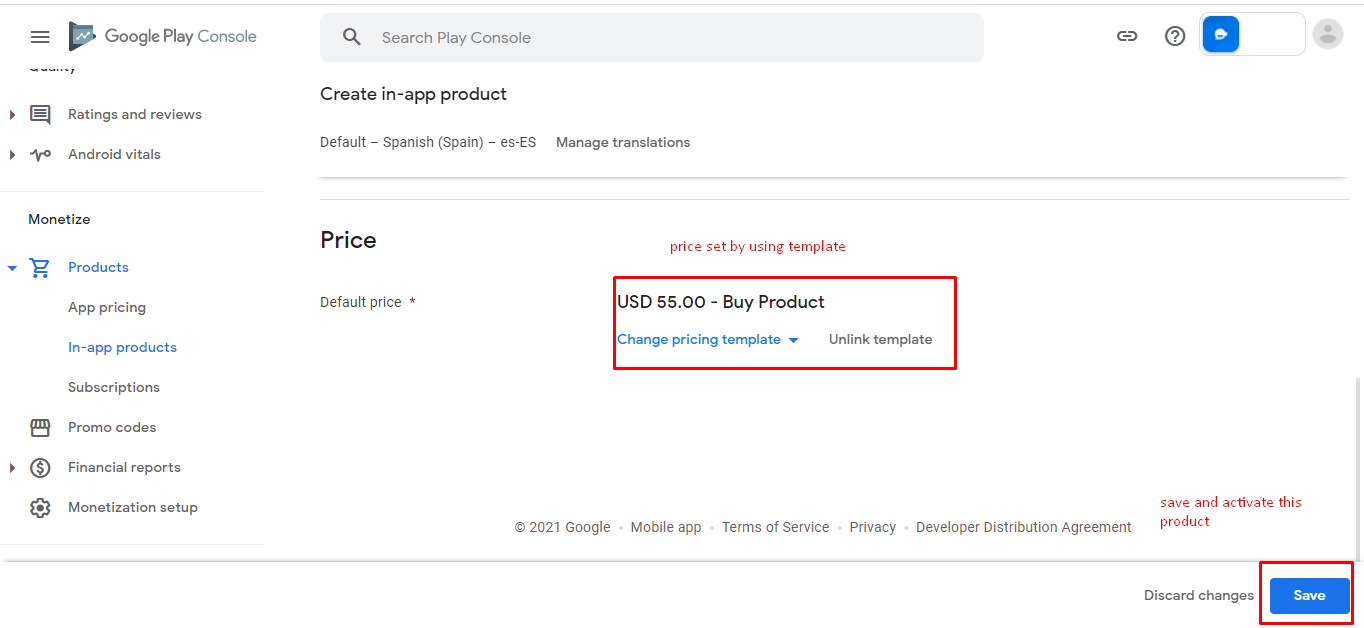 Google Play Console
Search Play Console
Quality
Ratings and reviews
Android vitals
Monetize
Products
App pricing
In-app products
Subscriptions
Promo codes
Financial reports
Monetization setup
Create in-app product
Default – Spanish (Spain) – es-ES Manage translations
Price
price set by using template
Default price *
USD 55.00 - Buy Product
Change pricing template Unlink template
save and activate this
product
© 2021 Google • Mobile app • Terms of Service • Privacy • Developer Distribution Agreement
Discard changes Save